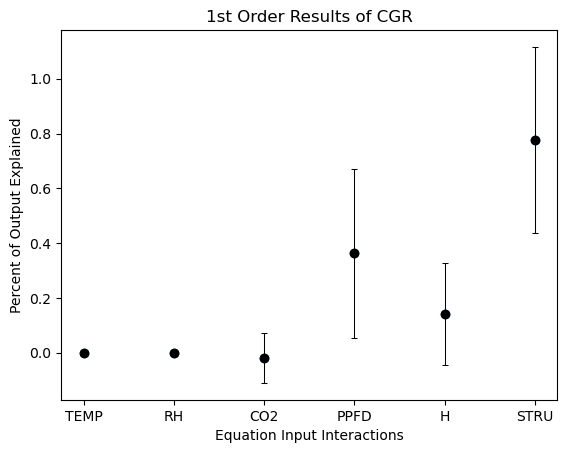 1st Order Results of CGR
Percent of Output Explained
1.0
0.8
0.6
0.4
0.2
0.0
TEMP RH CO2 PPFD H STRU
Equation Input Interactions